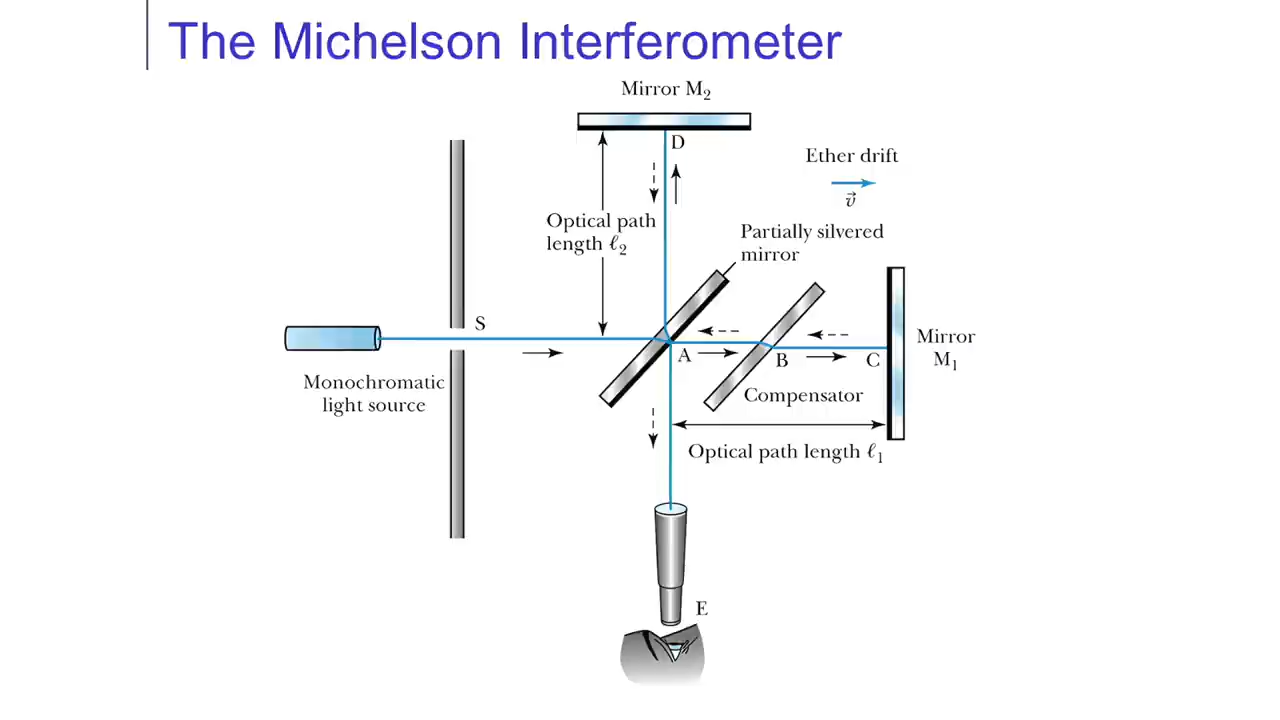 The Michelson Interferometer
Mirror M₂
D
Ether drift
v⃗
Optical path
length ℓ₂
Partially silvered
mirror
S
A
B
C
Mirror
M₁
Monochromatic
light source
Compensator
Optical path length ℓ₁
E